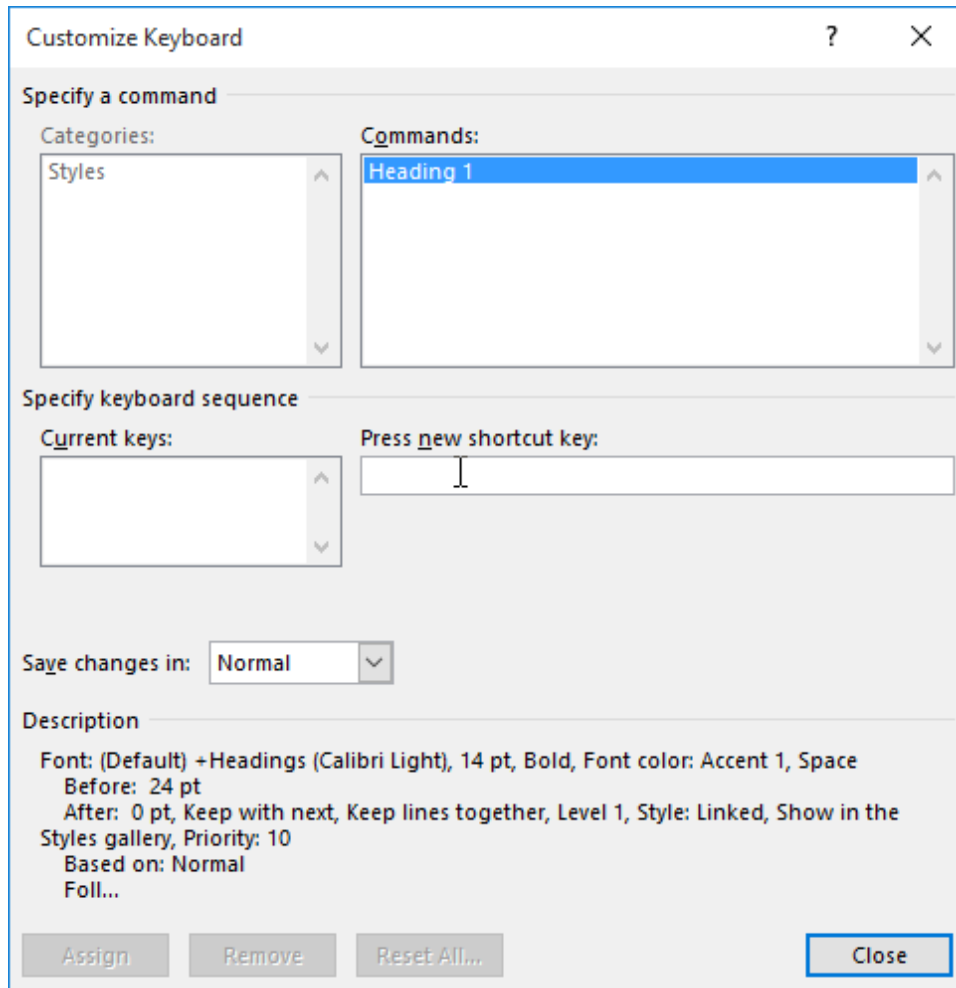 Customize Keyboard ?
Specify a command
Categories: Commands:
Styles Heading 1
Specify keyboard sequence
Current keys: Press new shortcut key:
Save changes in: Normal
Description
Font: (Default) +Headings (Calibri Light), 14 pt, Bold, Font color: Accent 1, Space
Before: 24 pt
After: 0 pt, Keep with next, Keep lines together, Level 1, Style: Linked, Show in the
Styles gallery, Priority: 10
Based on: Normal
Foll...
Assign Remove Reset All... Close